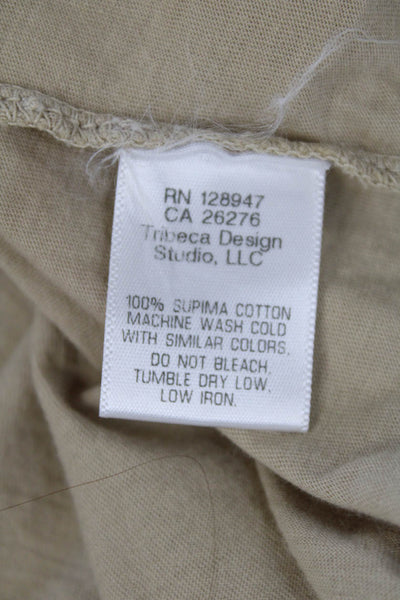 RN 128947
CA 26276
Tribeca Design
Studio, LLC
100% SUPIMA COTTON
MACHINE WASH COLD
WITH SIMILAR COLORS.
DO NOT BLEACH.
TUMBLE DRY LOW,
LOW IRON.